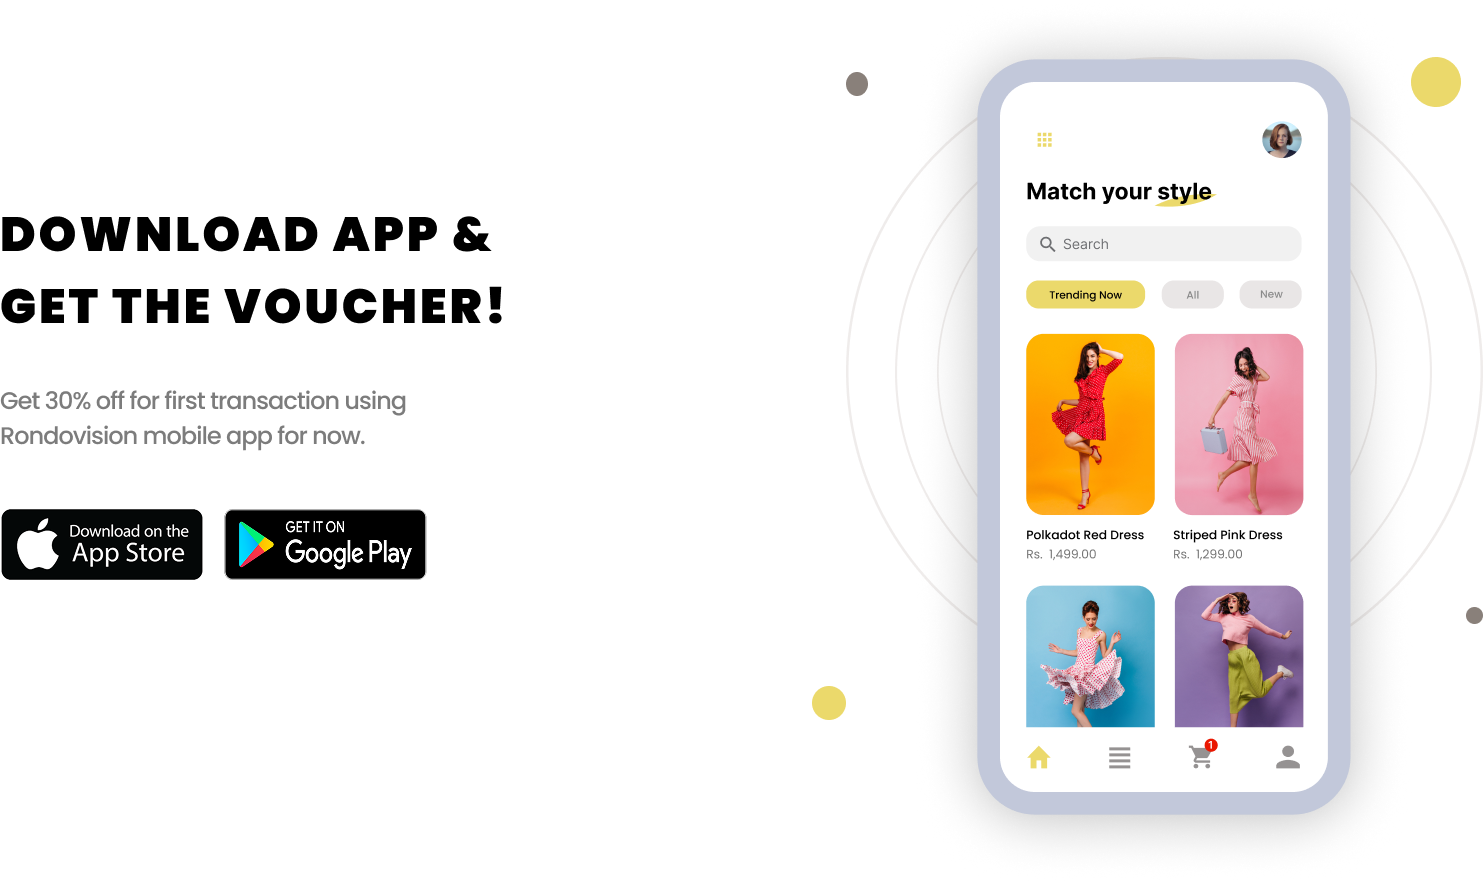 DOWNLOAD APP &
GET THE VOUCHER!
Get 30% off for first transaction using
Rondovision mobile app for now.
Download on the
App Store
GET IT ON
Google Play
Match your style
Search
Trending Now
All
New
Polkadot Red Dress
Rs. 1,499.00
Striped Pink Dress
Rs. 1,299.00
1